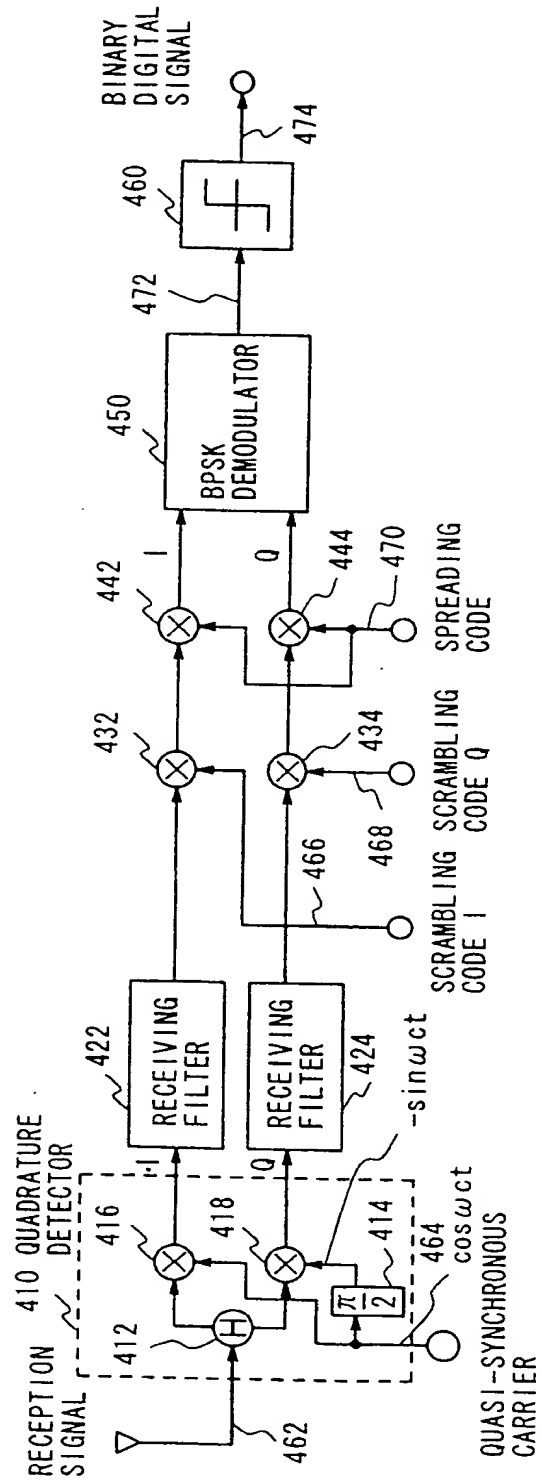 RECEPTION
SIGNAL
410 QUADRATURE
DETECTOR
462
412
416
418
π/2
414
-sinωct
464
cosωct
QUASI-SYNCHRONOUS
CARRIER
I
Q
422
RECEIVING
FILTER
RECEIVING
FILTER
424
466
SCRAMBLING
CODE I
432
434
468
SCRAMBLING
CODE Q
442
444
470
SPREADING
CODE
I
Q
450
BPSK
DEMODULATOR
472
460
474
BINARY
DIGITAL
SIGNAL
H